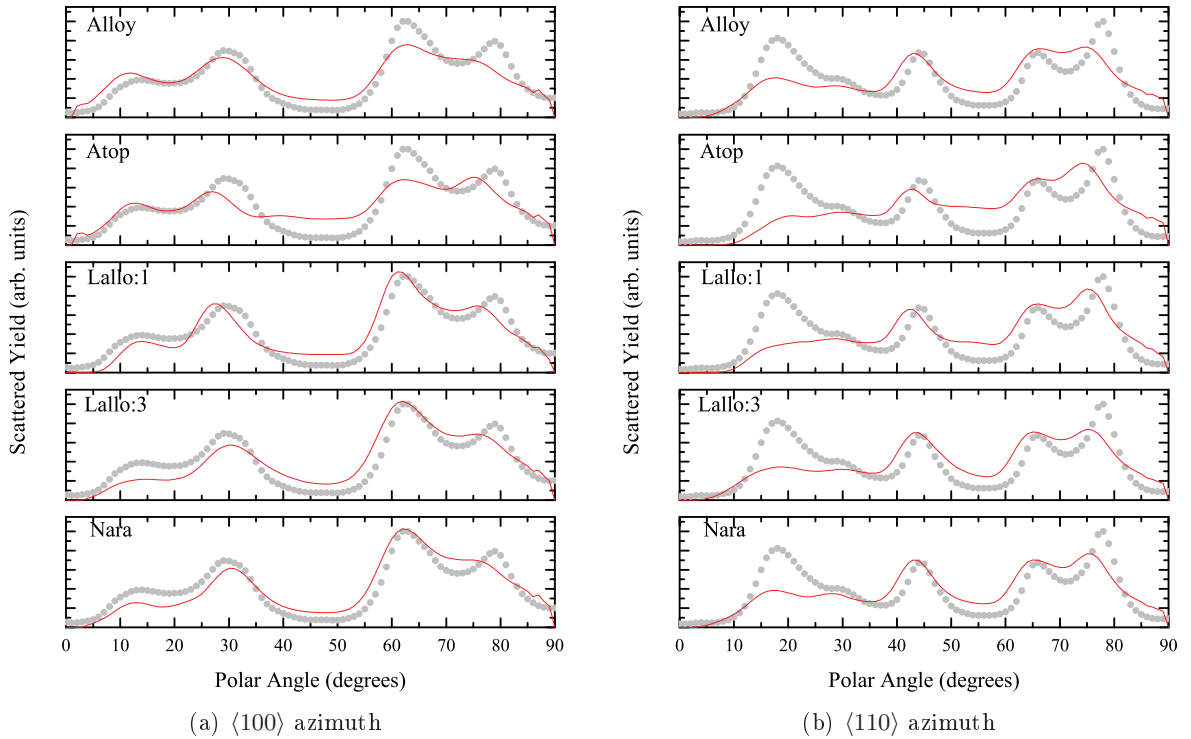 Alloy
Atop
Lallo:1
Lallo:3
Nara
Scattered Yield (arb. units)
0 10 20 30 40 50 60 70 80 90
Polar Angle (degrees)
(a) ⟨100⟩ azimuth
Alloy
Atop
Lallo:1
Lallo:3
Nara
Scattered Yield (arb. units)
0 10 20 30 40 50 60 70 80 90
Polar Angle (degrees)
(b) ⟨110⟩ azimuth